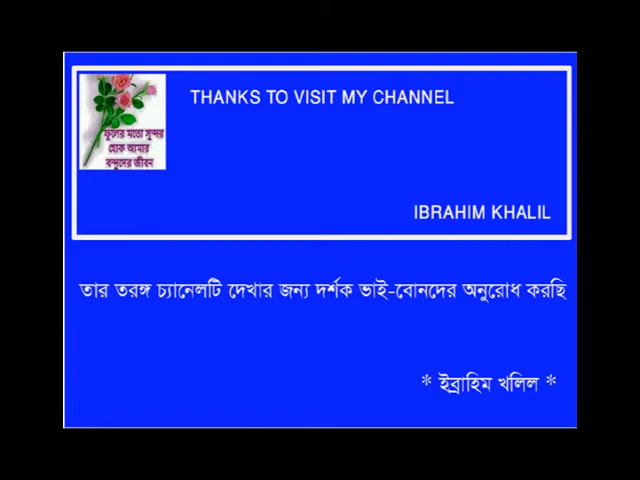 THANKS TO VISIT MY CHANNEL
ফুলের মতো সুন্দর
হোক আমার
বন্দুদের জীবন
IBRAHIM KHALIL
তার তরঙ্গ চ্যানেলটি দেখার জন্য দর্শক ভাই-বোনদের অনুরোধ করছি
* ইব্রাহিম খলিল *